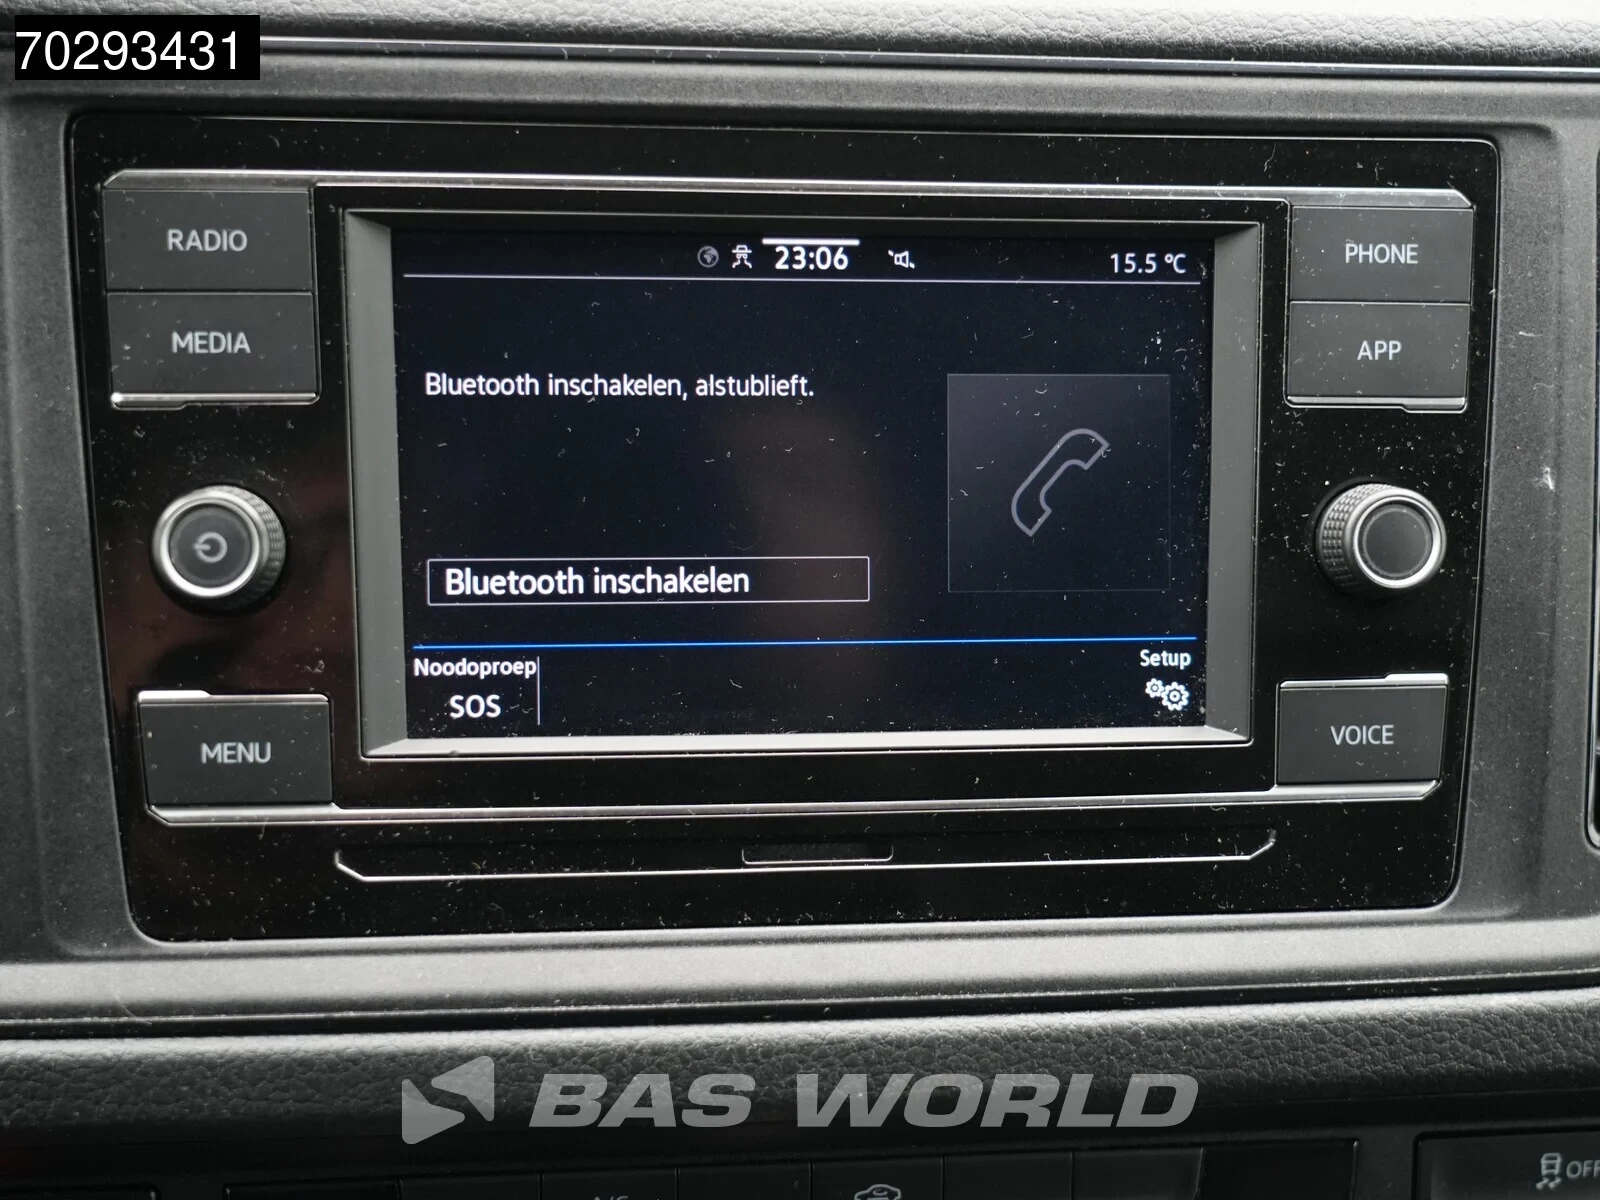 70293431
RADIO
MEDIA
MENU
23:06
15.5 °C
Bluetooth inschakelen, alstublieft.
Bluetooth inschakelen
Noodoproep
SOS
Setup
PHONE
APP
VOICE
BAS WORLD
OFF